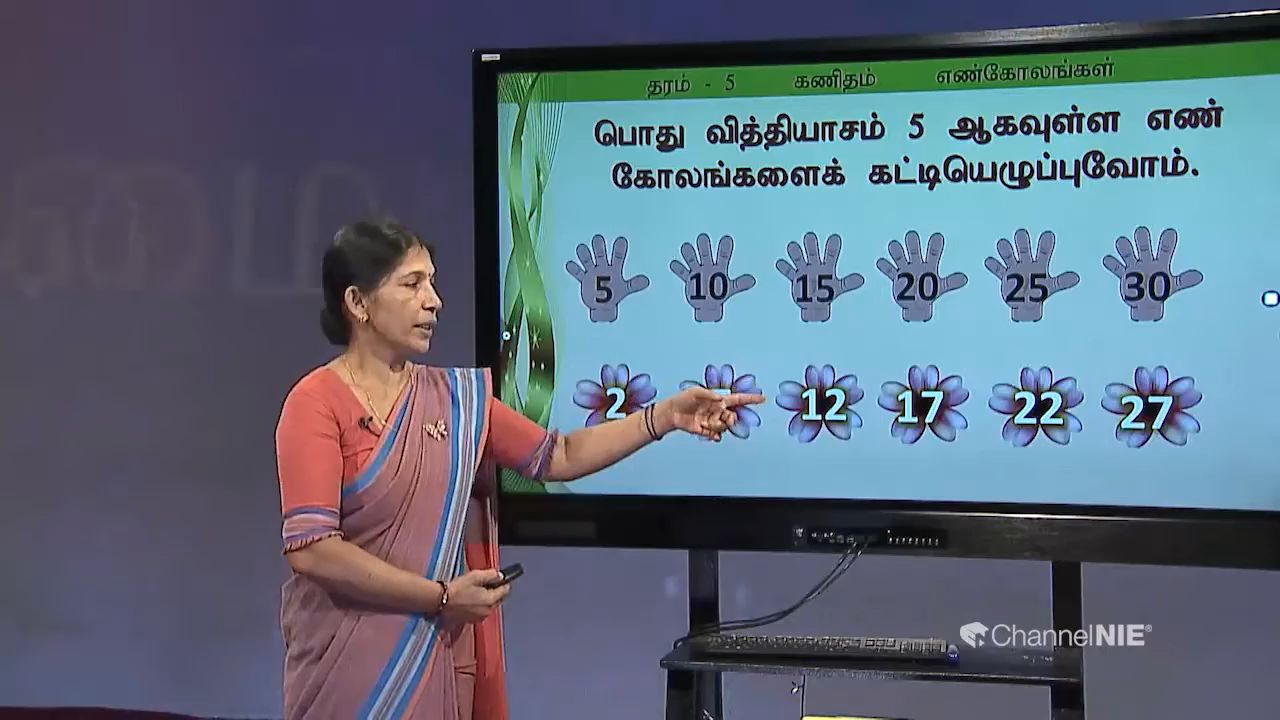 தரம் - 5 கணிதம் எண்கோலங்கள்
பொது வித்தியாசம் 5 ஆகவுள்ள எண்
கோலங்களைக் கட்டியெழுப்புவோம்.
5 10 15 20 25 30
2 12 17 22 27
ChannelNIE®